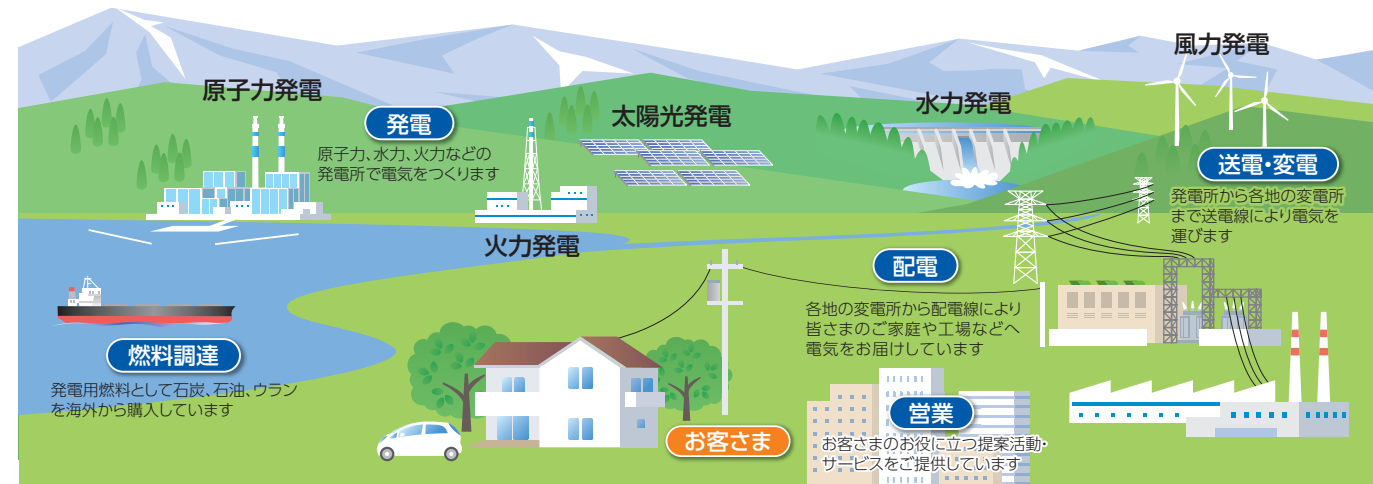 風力発電
原子力発電
発電
原子力、水力、火力などの
発電所で電気をつくります
太陽光発電
水力発電
送電・変電
発電所から各地の変電所
まで送電線により電気を
運びます
火力発電
配電
各地の変電所から配電線により
皆さまのご家庭や工場などへ
電気をお届けしています
燃料調達
発電用燃料として石炭、石油、ウラン
を海外から購入しています
お客さま
営業
お客さまのお役に立つ提案活動・
サービスをご提供しています